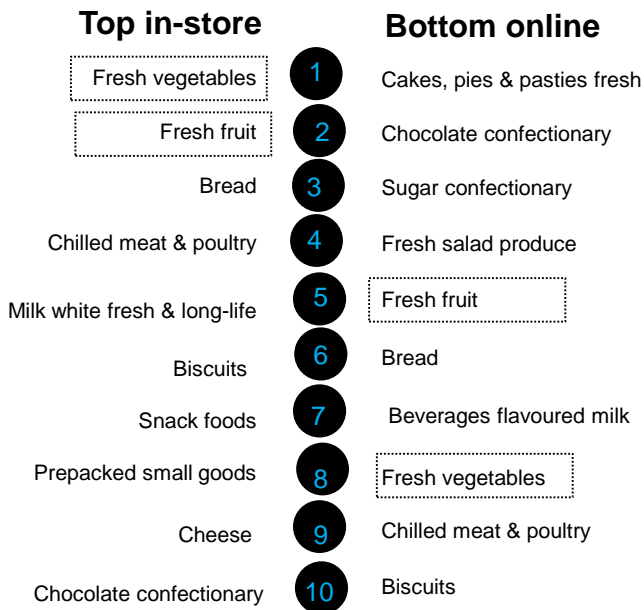 Top in-store
Bottom online
Fresh vegetables 1 Cakes, pies & pasties fresh
Fresh fruit 2 Chocolate confectionary
Bread 3 Sugar confectionary
Chilled meat & poultry 4 Fresh salad produce
Milk white fresh & long-life 5 Fresh fruit
Biscuits 6 Bread
Snack foods 7 Beverages flavoured milk
Prepacked small goods 8 Fresh vegetables
Cheese 9 Chilled meat & poultry
Chocolate confectionary 10 Biscuits